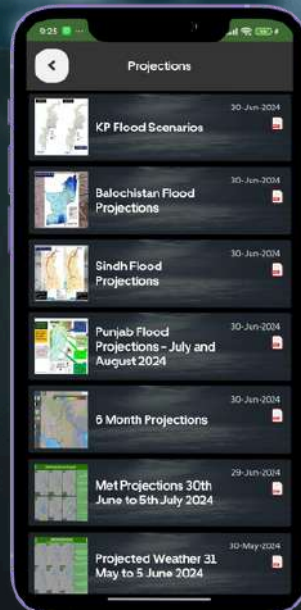 9:25
Projections
30-Jun-2024
KP Flood Scenarios
30-Jun-2024
Balochistan Flood
Projections
30-Jun-2024
Sindh Flood
Projections
30-Jun-2024
Punjab Flood
Projections - July and
August 2024
30-Jun-2024
6 Month Projections
29-Jun-2024
Met Projections 30th
June to 5th July 2024
30-May-2024
Projected Weather 31
May to 5 June 2024